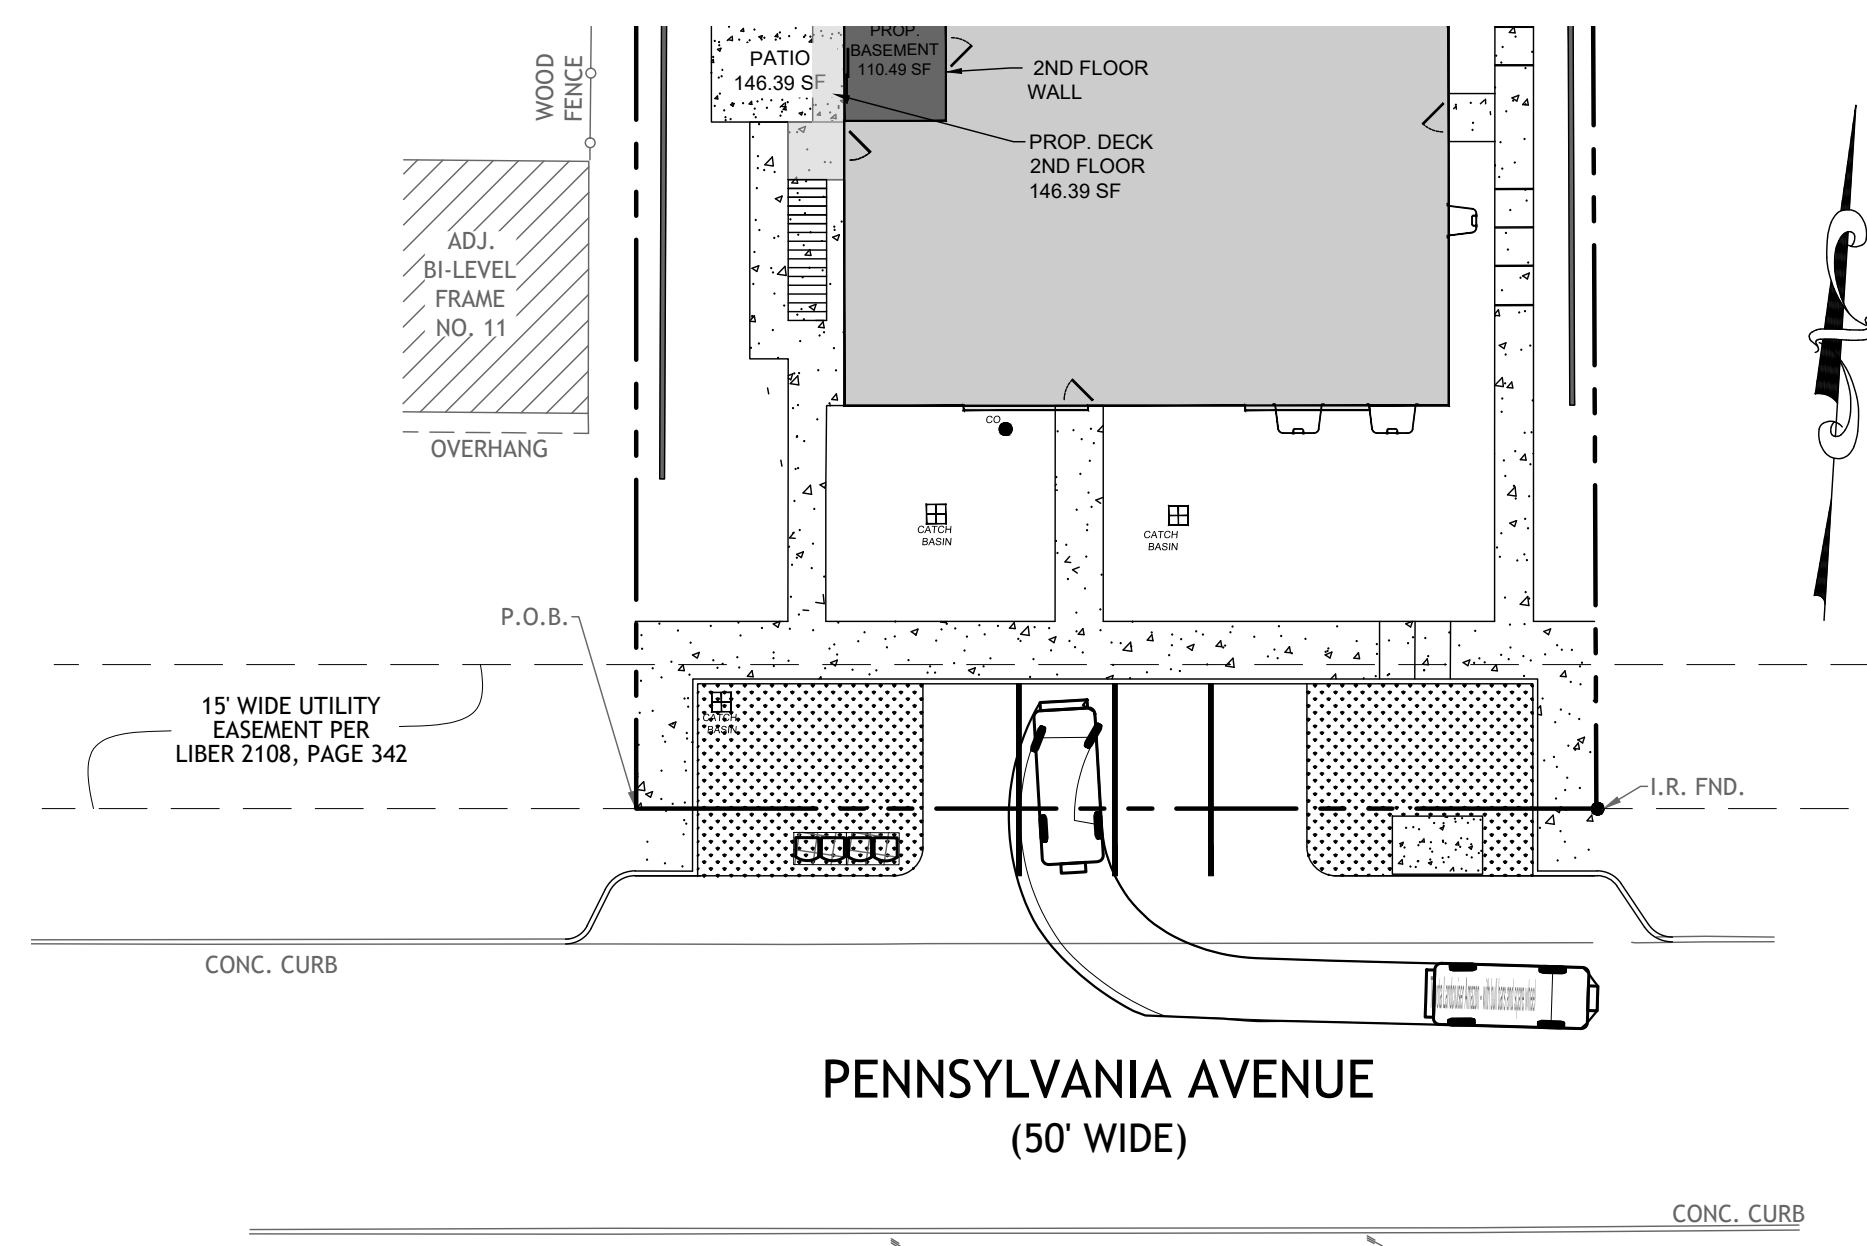 WOOD
FENCE
PATIO
146.39 SF
PROP.
BASEMENT
110.49 SF
2ND FLOOR
WALL
PROP. DECK
2ND FLOOR
146.39 SF
ADJ.
BI-LEVEL
FRAME
NO. 11
OVERHANG
CO
CATCH
BASIN
CATCH
BASIN
P.O.B.
15' WIDE UTILITY
EASEMENT PER
LIBER 2108, PAGE 342
CATCH
BASIN
I.R. FND.
CONC. CURB
PENNSYLVANIA AVENUE
(50' WIDE)
CONC. CURB